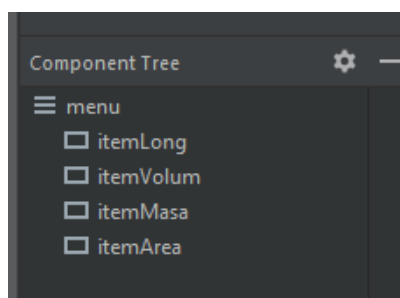 Component Tree
menu
itemLong
itemVolum
itemMasa
itemArea